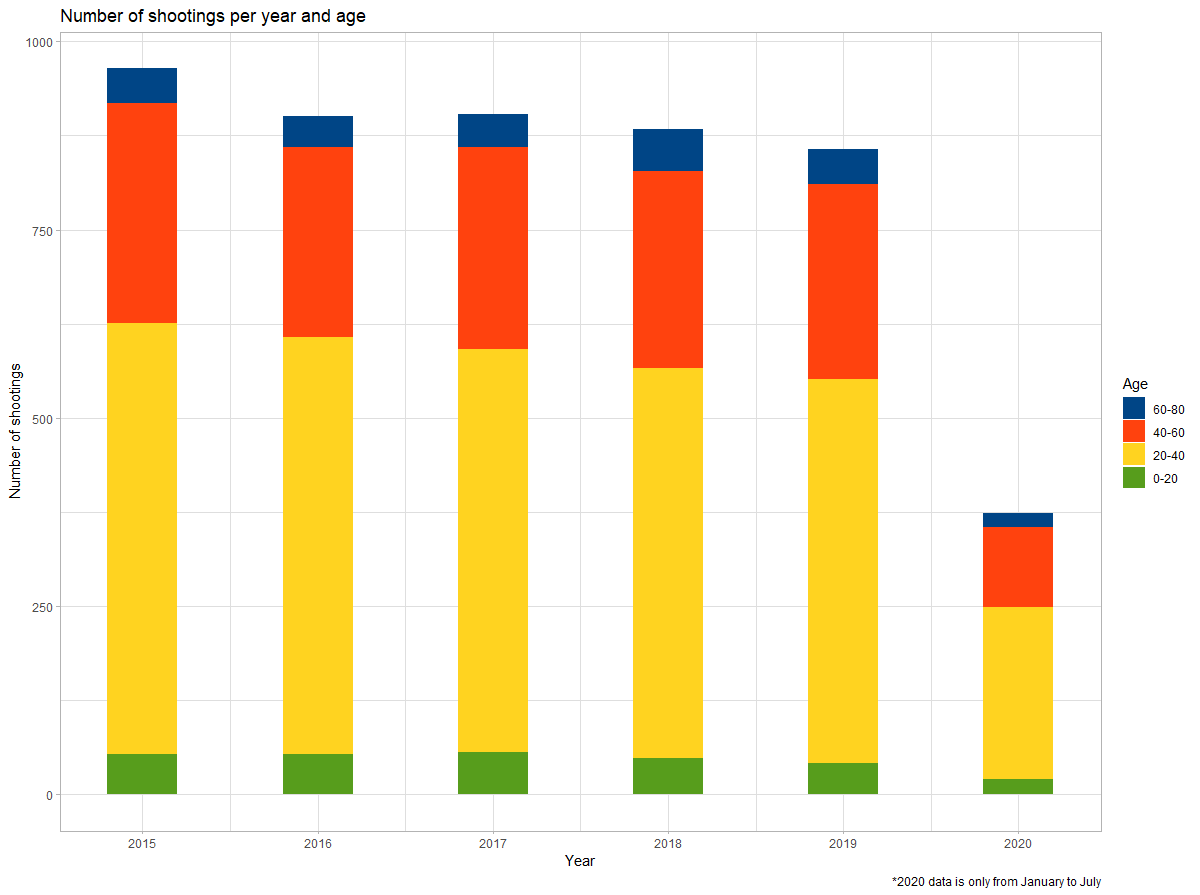 Number of shootings per year and age
1000
750
500
250
0
Number of shootings
2015 2016 2017 2018 2019 2020
Year
Age
60-80
40-60
20-40
0-20
*2020 data is only from January to July